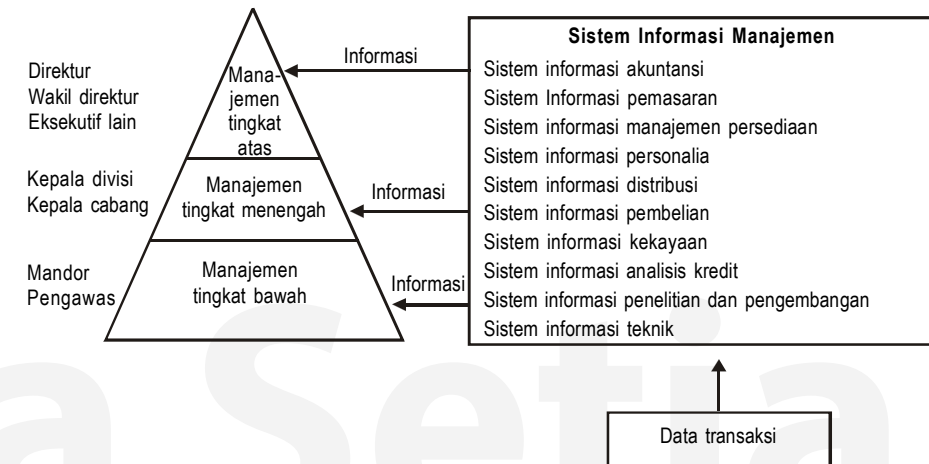 Direktur
Wakil direktur
Eksekutif lain
Mana-
jemen
tingkat
atas
Kepala divisi
Kepala cabang
Manajemen
tingkat menengah
Mandor
Pengawas
Manajemen
tingkat bawah
Informasi
Informasi
Informasi
Sistem Informasi Manajemen
Sistem informasi akuntansi
Sistem Informasi pemasaran
Sistem informasi manajemen persediaan
Sistem informasi personalia
Sistem informasi distribusi
Sistem informasi pembelian
Sistem informasi kekayaan
Sistem informasi analisis kredit
Sistem informasi penelitian dan pengembangan
Sistem informasi teknik
Data transaksi
a Setia